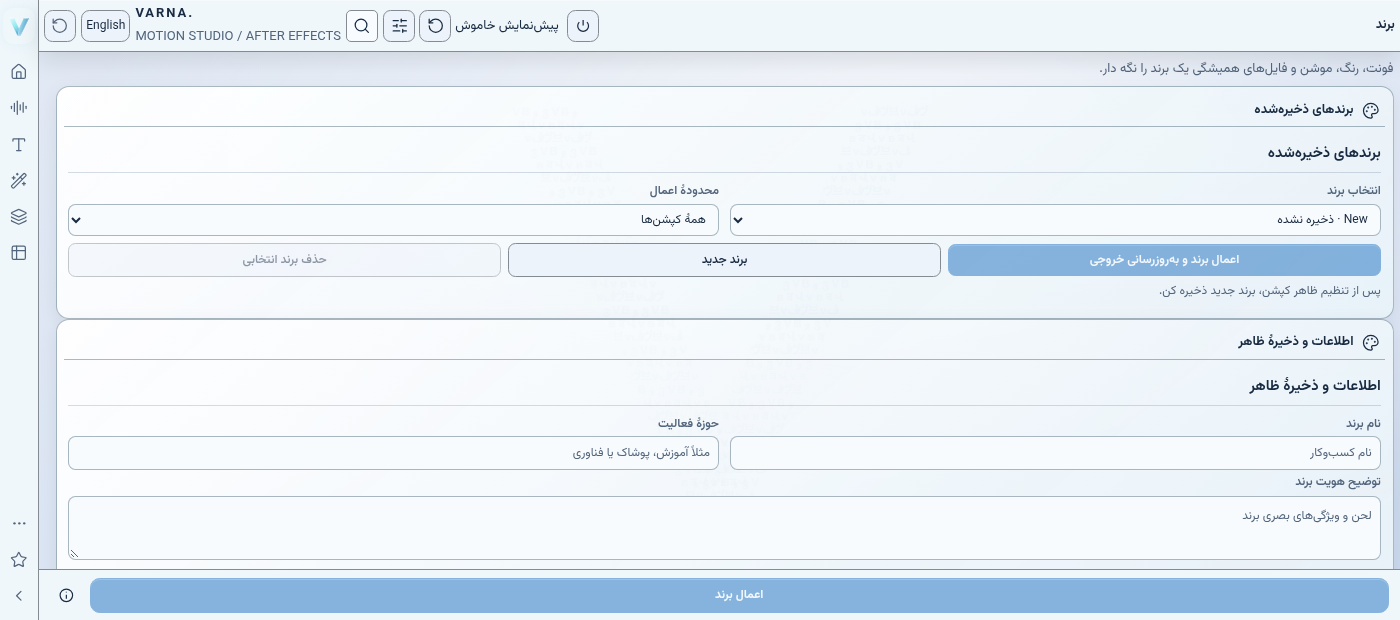 برند
پیش‌نمایش خاموش
VARNA.
MOTION STUDIO / AFTER EFFECTS
English
فونت، رنگ، موشن و فایل‌های همیشگی یک برند را نگه دار.
برندهای ذخیره‌شده
برندهای ذخیره‌شده
انتخاب برند
محدودهٔ اعمال
New · ذخیره نشده
همهٔ کپشن‌ها
اعمال برند و به‌روزرسانی خروجی
برند جدید
حذف برند انتخابی
پس از تنظیم ظاهر کپشن، برند جدید ذخیره کن.
اطلاعات و ذخیرهٔ ظاهر
اطلاعات و ذخیرهٔ ظاهر
نام برند
حوزهٔ فعالیت
نام کسب‌وکار
مثلاً آموزش، پوشاک یا فناوری
توضیح هویت برند
لحن و ویژگی‌های بصری برند
اعمال برند